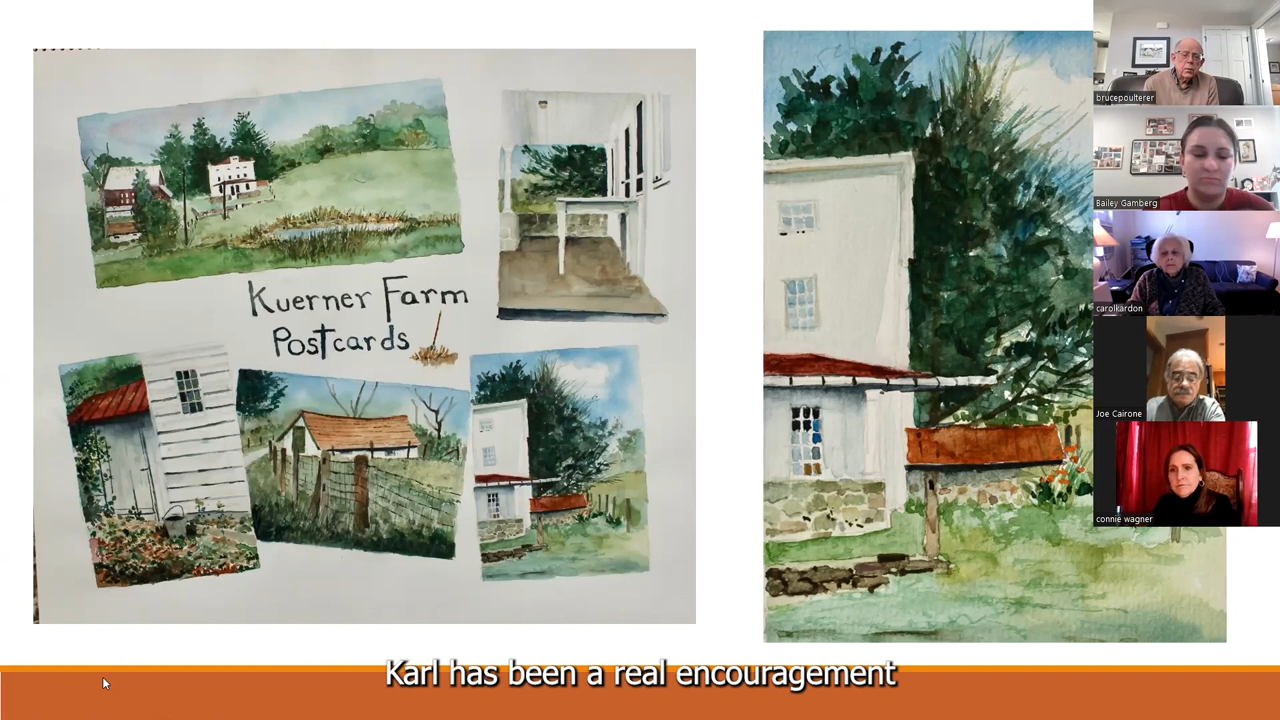 Kuerner Farm
Postcards
brucepoulterer
Bailey Gamberg
carolkardon
Joe Cairone
connie wagner
Karl has been a real encouragement